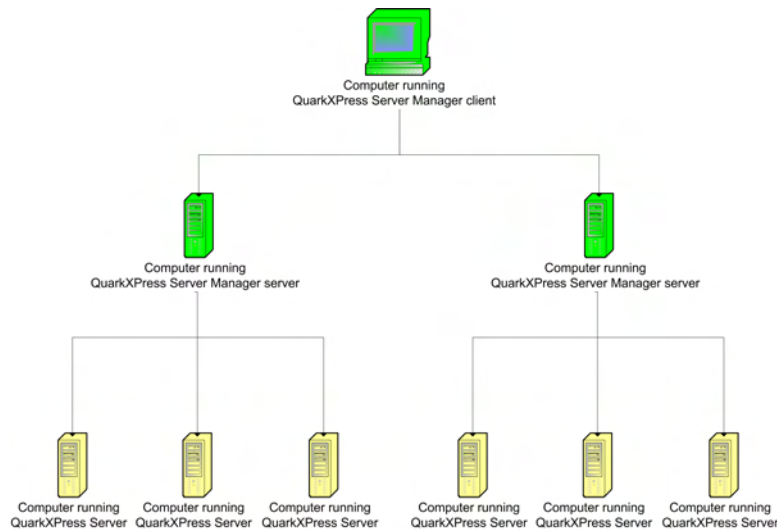 Computer running
QuarkXPress Server Manager client
Computer running
QuarkXPress Server Manager server
Computer running
QuarkXPress Server Manager server
Computer running
QuarkXPress Server
Computer running
QuarkXPress Server
Computer running
QuarkXPress Server
Computer running
QuarkXPress Server
Computer running
QuarkXPress Server
Computer running
QuarkXPress Server